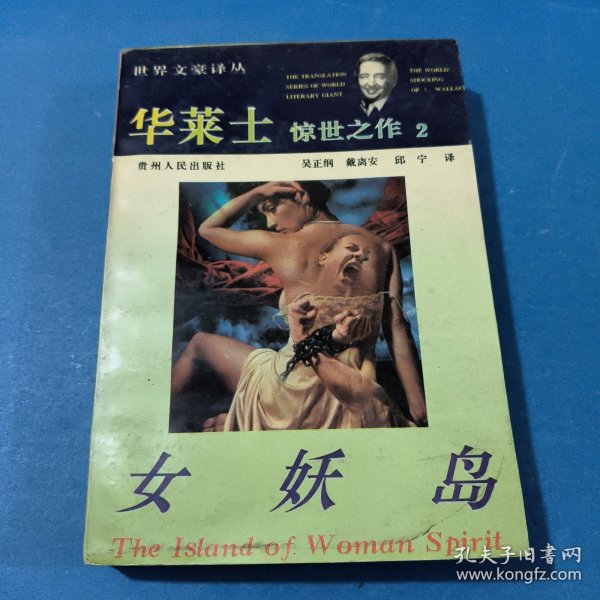 世界文豪译丛
THE TRANSLATION
SERIES OF WORLD
LITERARY GIANT
THE WORLD
SHOCKING
OF I. WALLACE
华莱士 惊世之作 2
贵州人民出版社
吴正纲 戴离安 邱宁 译
女妖岛
The Island of Woman Spirit
孔夫子旧书网
www.kongfz.com